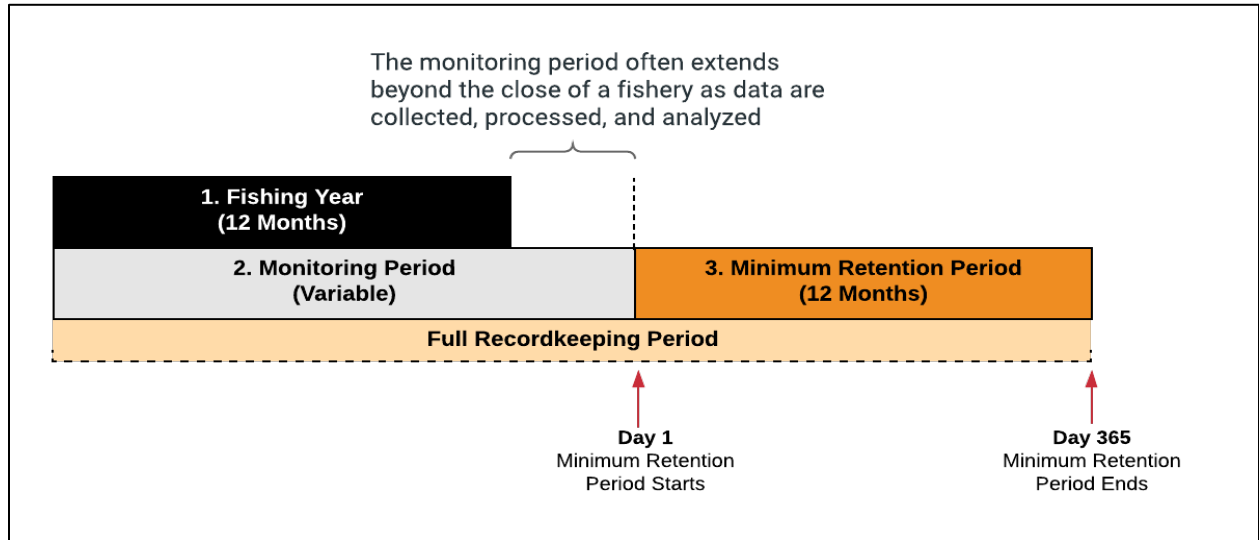 The monitoring period often extends
beyond the close of a fishery as data are
collected, processed, and analyzed
1. Fishing Year
(12 Months)
2. Monitoring Period
(Variable)
3. Minimum Retention Period
(12 Months)
Full Recordkeeping Period
Day 1
Minimum Retention
Period Starts
Day 365
Minimum Retention
Period Ends